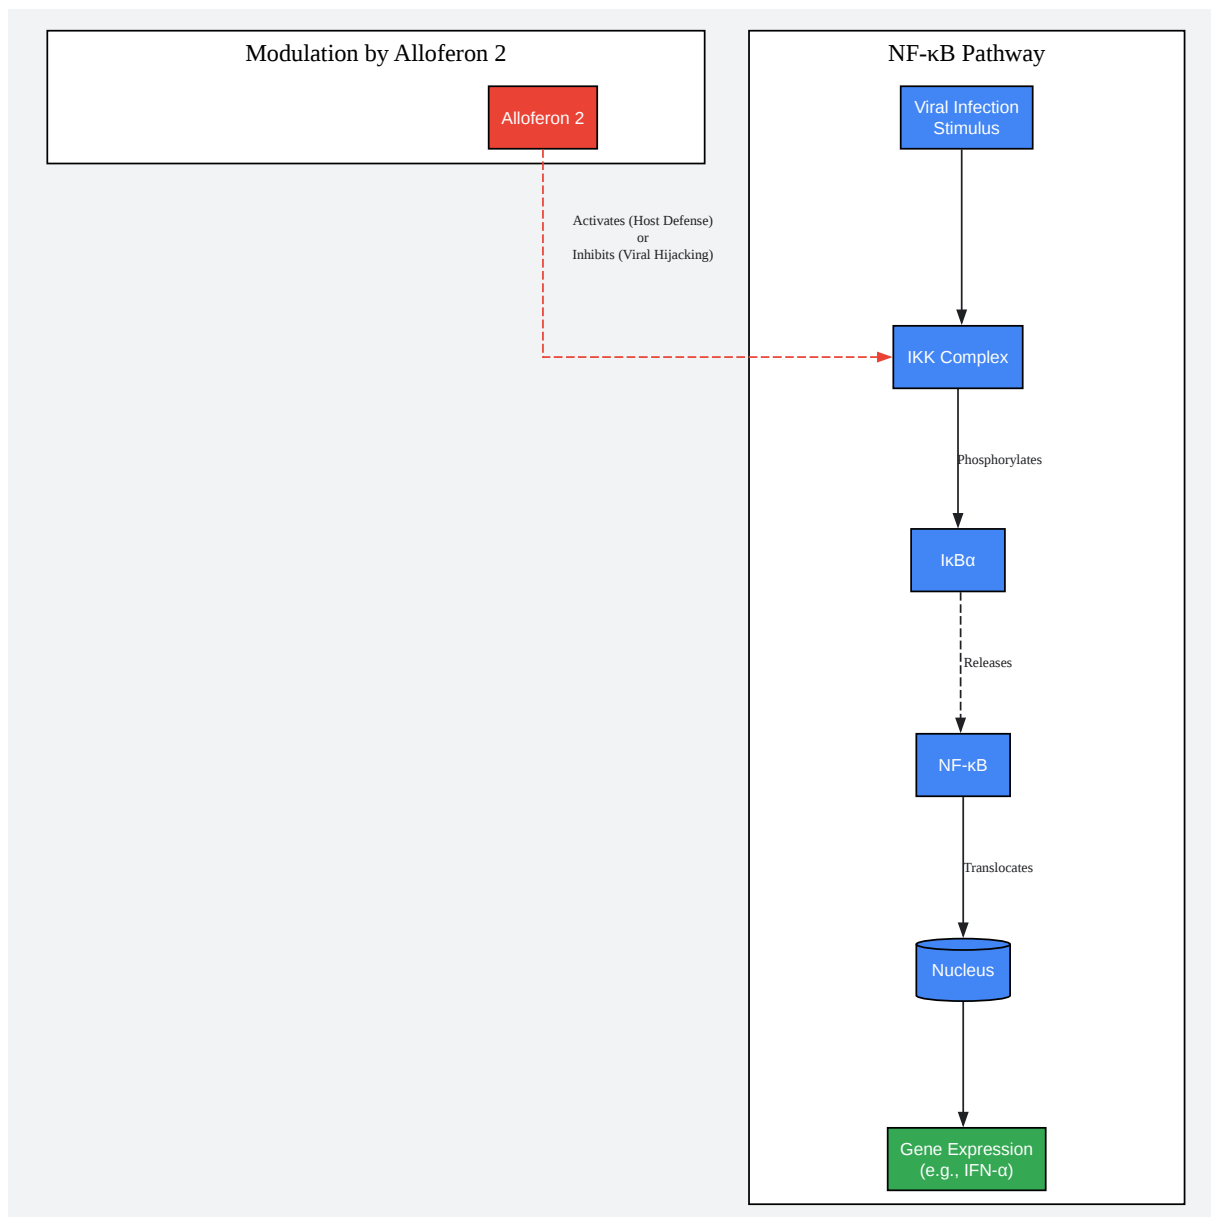 Modulation by Alloferon 2
Alloferon 2
Activates (Host Defense)
or
Inhibits (Viral Hijacking)
NF-κB Pathway
Viral Infection
Stimulus
IKK Complex
Phosphorylates
IκBα
Releases
NF-κB
Translocates
Nucleus
Gene Expression
(e.g., IFN-α)